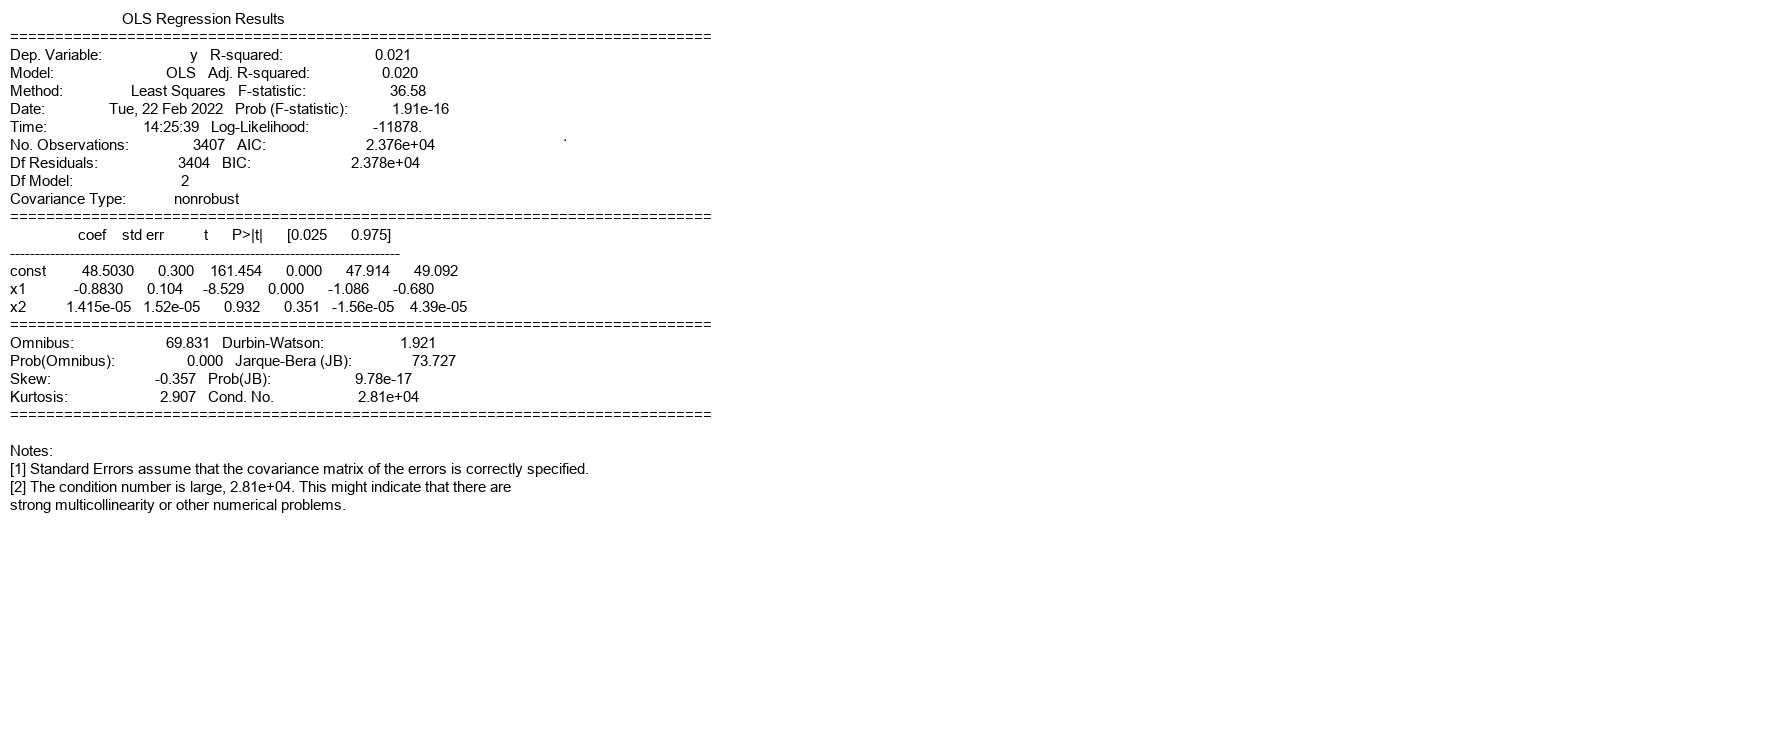 OLS Regression Results
==============================================================================
Dep. Variable: y R-squared: 0.021
Model: OLS Adj. R-squared: 0.020
Method: Least Squares F-statistic: 36.58
Date: Tue, 22 Feb 2022 Prob (F-statistic): 1.91e-16
Time: 14:25:39 Log-Likelihood: -11878.
No. Observations: 3407 AIC: 2.376e+04
Df Residuals: 3404 BIC: 2.378e+04
Df Model: 2
Covariance Type: nonrobust
==============================================================================
coef std err t P>|t| [0.025 0.975]
------------------------------------------------------------------------------
const 48.5030 0.300 161.454 0.000 47.914 49.092
x1 -0.8830 0.104 -8.529 0.000 -1.086 -0.680
x2 1.415e-05 1.52e-05 0.932 0.351 -1.56e-05 4.39e-05
==============================================================================
Omnibus: 69.831 Durbin-Watson: 1.921
Prob(Omnibus): 0.000 Jarque-Bera (JB): 73.727
Skew: -0.357 Prob(JB): 9.78e-17
Kurtosis: 2.907 Cond. No. 2.81e+04
==============================================================================
Notes:
[1] Standard Errors assume that the covariance matrix of the errors is correctly specified.
[2] The condition number is large, 2.81e+04. This might indicate that there are
strong multicollinearity or other numerical problems.